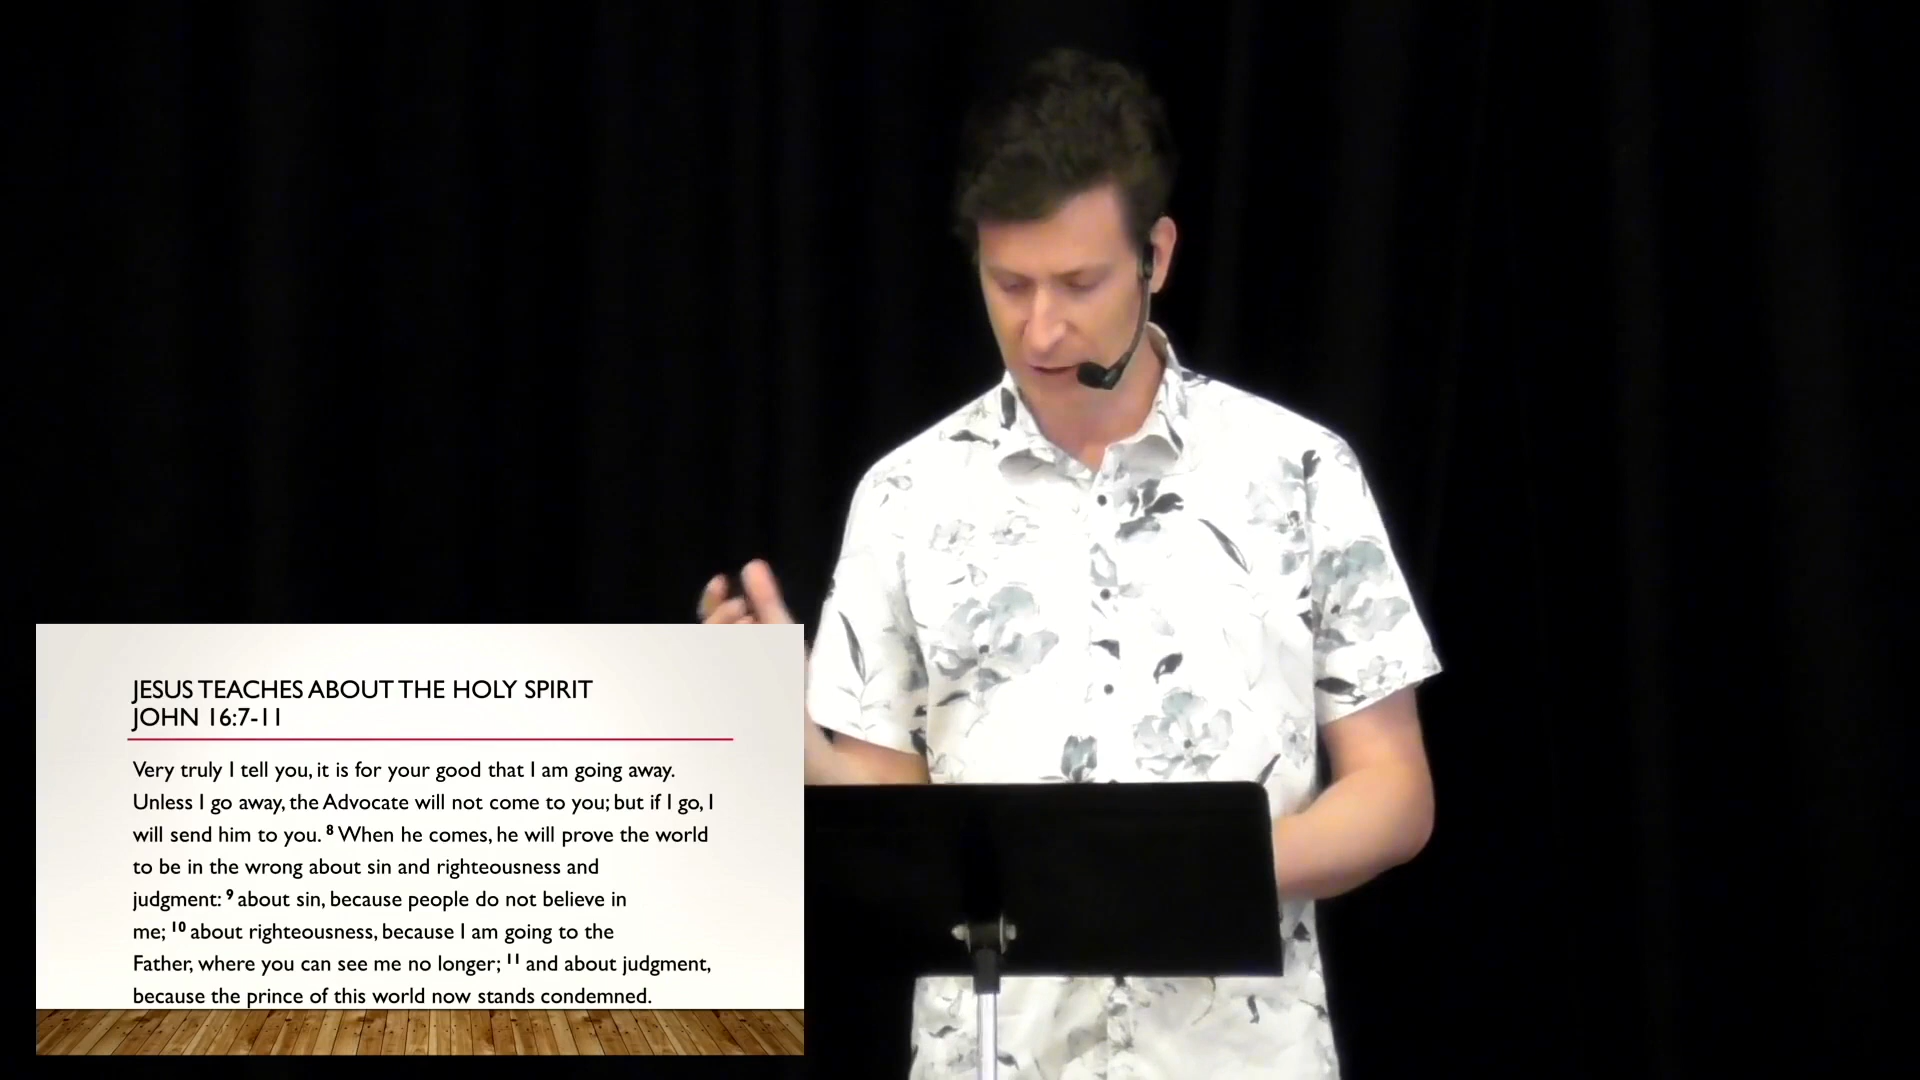 JESUS TEACHES ABOUT THE HOLY SPIRIT
JOHN 16:7-11
Very truly I tell you, it is for your good that I am going away.
Unless I go away, the Advocate will not come to you; but if I go, I
will send him to you. 8 When he comes, he will prove the world
to be in the wrong about sin and righteousness and
judgment: 9 about sin, because people do not believe in
me; 10 about righteousness, because I am going to the
Father, where you can see me no longer; 11 and about judgment,
because the prince of this world now stands condemned.